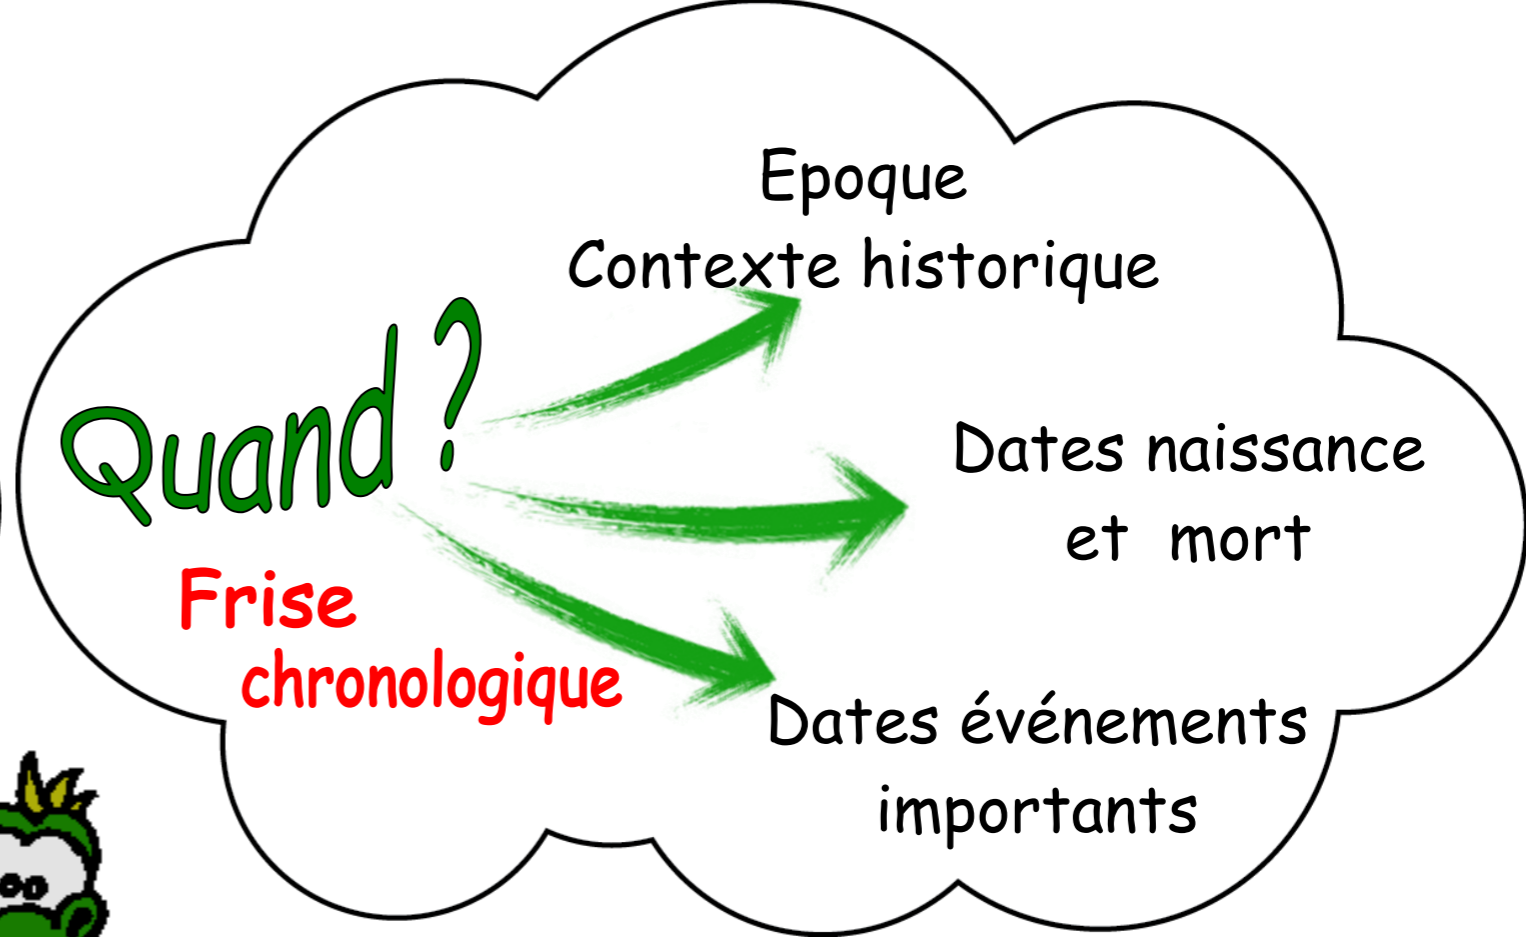 Epoque
Contexte historique
Quand ?
Dates naissance
et mort
Frise
chronologique
Dates événements
importants